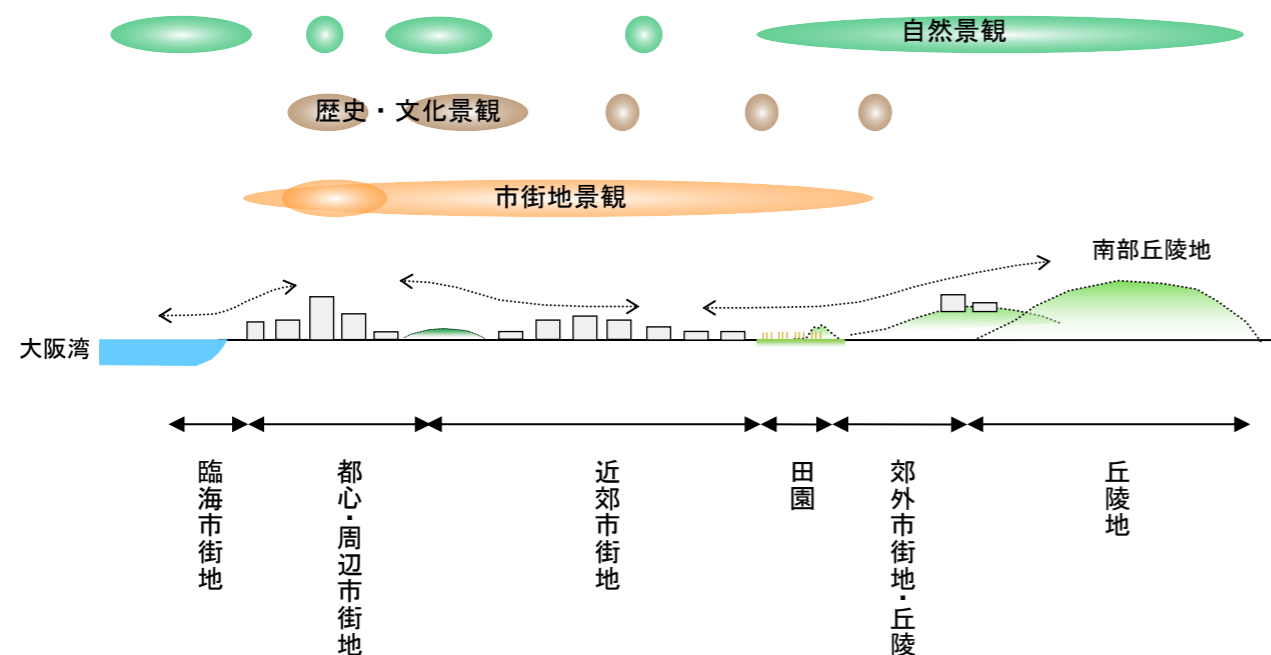 自然景観
歴史・文化景観
市街地景観
南部丘陵地
大阪湾
臨海市街地
都心・周辺市街地
近郊市街地
田園
郊外市街地・丘陵
丘陵地